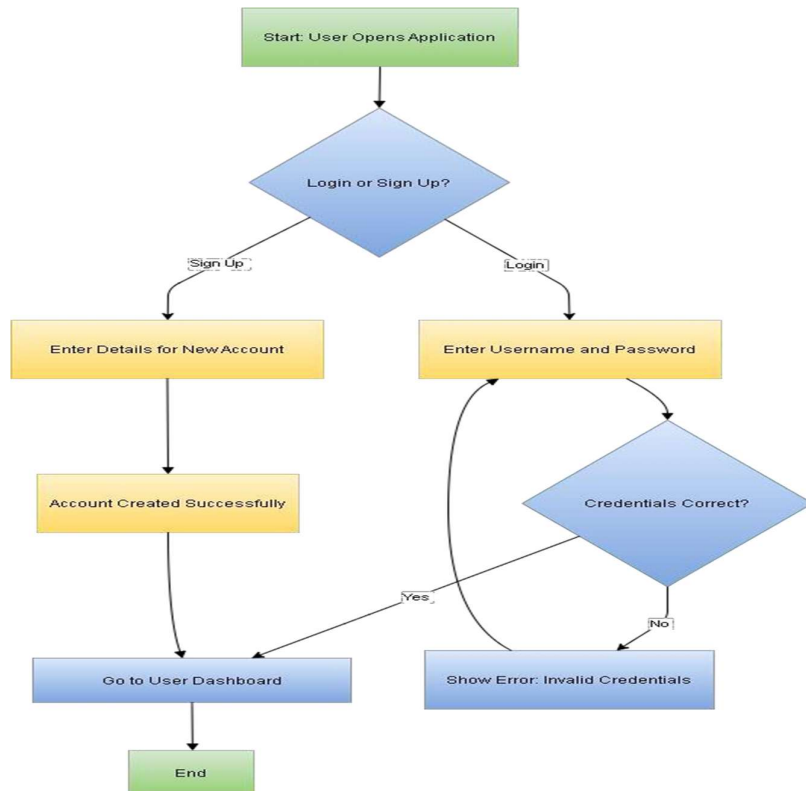 Start: User Opens Application
Login or Sign Up?
Sign Up
Login
Enter Details for New Account
Enter Username and Password
Account Created Successfully
Credentials Correct?
Yes
No
Go to User Dashboard
Show Error: Invalid Credentials
End